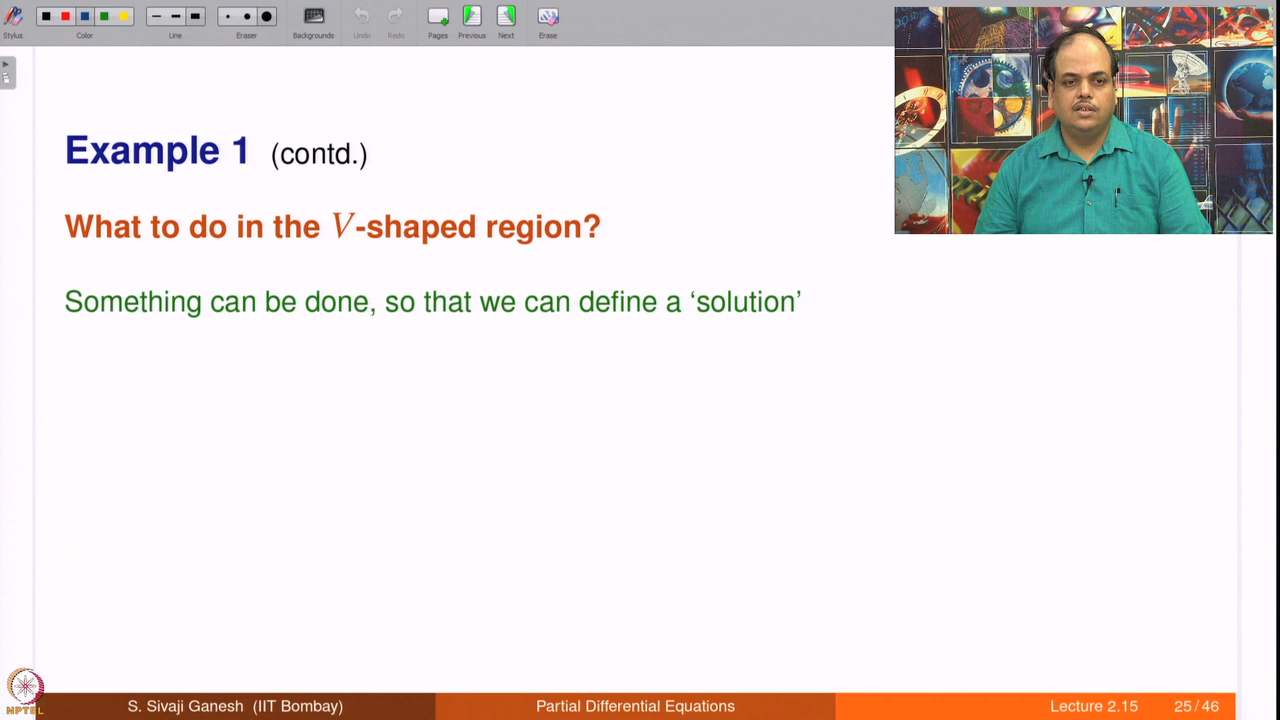 Stylus
Color
Line
Eraser
Backgrounds
Undo
Redo
Pages
Previous
Next
Erase
Example 1 (contd.)
What to do in the V-shaped region?
Something can be done, so that we can define a ‘solution’
NPTEL
S. Sivaji Ganesh (IIT Bombay)
Partial Differential Equations
Lecture 2.15
25/46